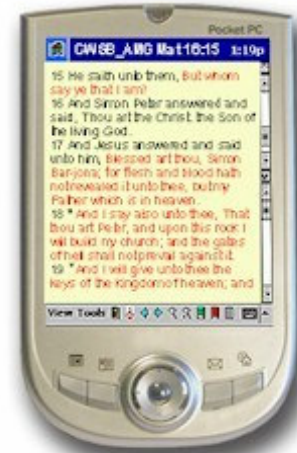 Pocket PC
CWSB_AMG Mat 16:15 1:19p
15 He saith unto them, But whom
say ye that I am?
16 And Simon Peter answered and
said, Thou art the Christ, the Son of
the living God.
17 And Jesus answered and said
unto him, Blessed art thou, Simon
Bar-jona: for flesh and blood hath
not revealed it unto thee, but my
Father which is in heaven.
18 * And I say also unto thee, That
thou art Peter, and upon this rock I
will build my church; and the gates
of hell shall not prevail against it.
19 * And I will give unto thee the
keys of the kingdom of heaven; and
View Tools